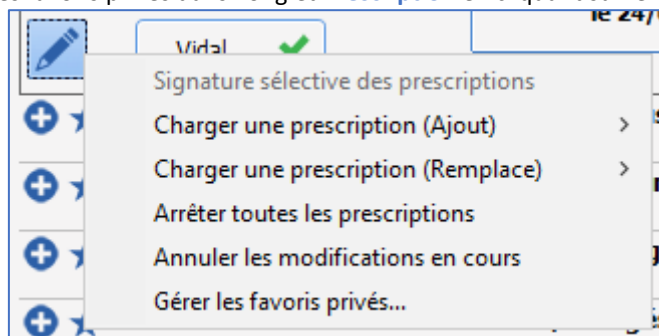 le 24/
Vidal
Signature sélective des prescriptions
Charger une prescription (Ajout)
Charger une prescription (Remplace)
Arrêter toutes les prescriptions
Annuler les modifications en cours
Gérer les favoris privés...